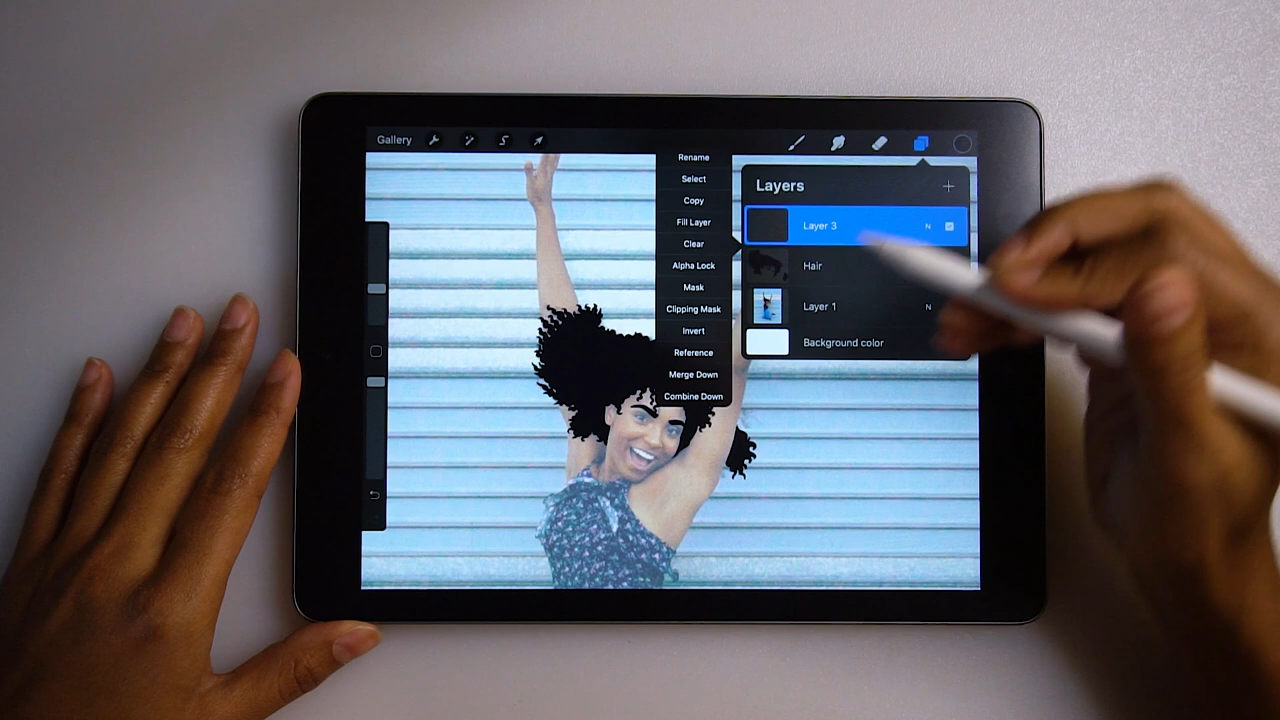 Gallery
Rename
Select
Copy
Fill Layer
Clear
Alpha Lock
Mask
Clipping Mask
Invert
Reference
Merge Down
Combine Down
Layers
Layer 3 N
Hair
Layer 1 N
Background color